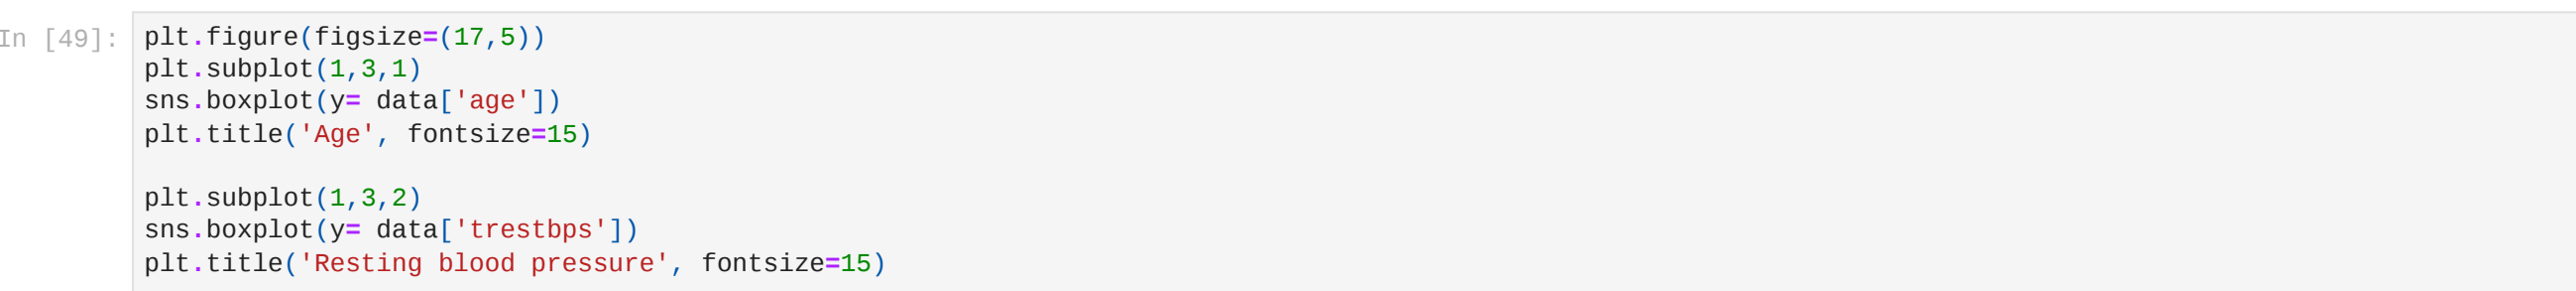 In [49]:
plt.figure(figsize=(17,5))
plt.subplot(1,3,1)
sns.boxplot(y= data['age'])
plt.title('Age', fontsize=15)

plt.subplot(1,3,2)
sns.boxplot(y= data['trestbps'])
plt.title('Resting blood pressure', fontsize=15)